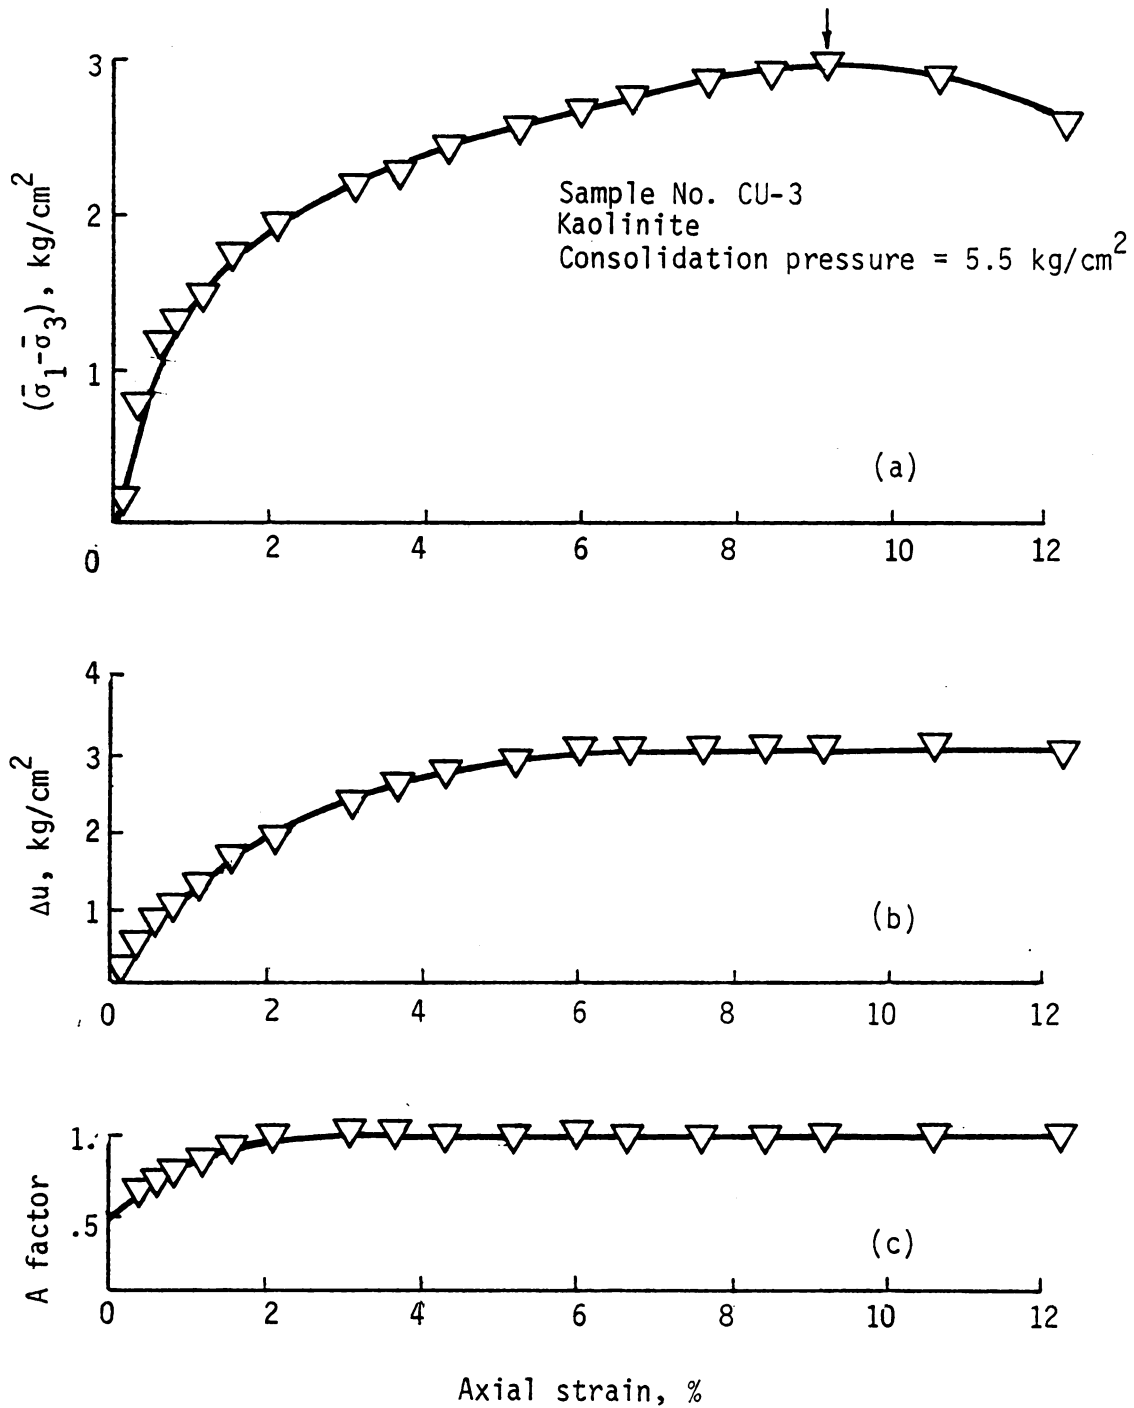 3
2
1
0
(σ̄1-σ̄3), kg/cm2
Sample No. CU-3
Kaolinite
Consolidation pressure = 5.5 kg/cm2
(a)
2 4 6 8 10 12
4
3
2
1
Δu, kg/cm2
(b)
0 2 4 6 8 10 12
1.
.5
A factor
(c)
0 2 4 6 8 10 12
Axial strain, %